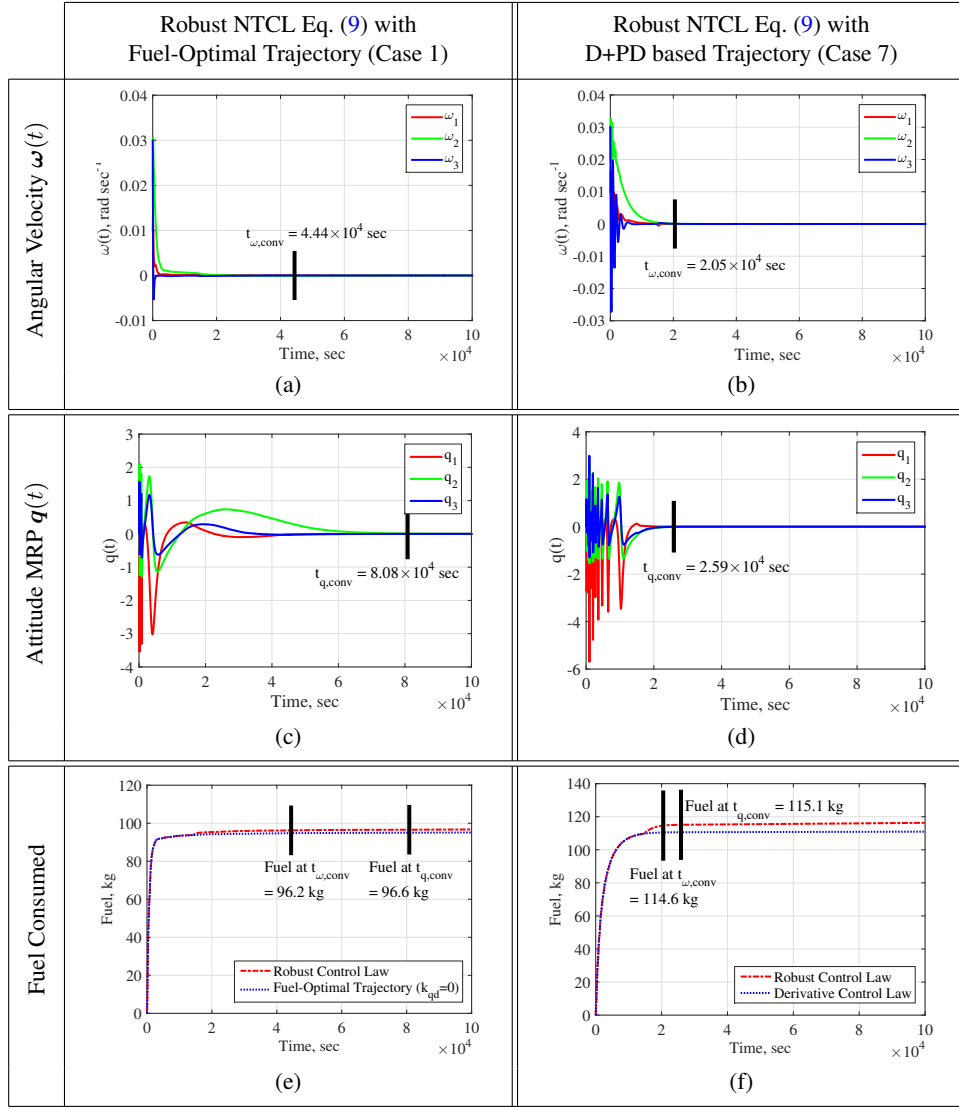 Robust NTCL Eq. (9) with
Fuel-Optimal Trajectory (Case 1)
Robust NTCL Eq. (9) with
D+PD based Trajectory (Case 7)
Angular Velocity ω(t)
0.04
0.03
0.02
0.01
0
-0.01
ω(t), rad sec⁻¹
ω₁
ω₂
ω₃
t_ω,conv = 4.44×10⁴ sec
0 2 4 6 8 10
Time, sec ×10⁴
(a)
0.04
0.03
0.02
0.01
0
-0.01
-0.02
-0.03
ω(t), rad sec⁻¹
ω₁
ω₂
ω₃
t_ω,conv = 2.05×10⁴ sec
0 2 4 6 8 10
Time, sec ×10⁴
(b)
Attitude MRP q(t)
3
2
1
0
-1
-2
-3
-4
q(t)
q₁
q₂
q₃
t_q,conv = 8.08×10⁴ sec
0 2 4 6 8 10
Time, sec ×10⁴
(c)
4
2
0
-2
-4
-6
q(t)
q₁
q₂
q₃
t_q,conv = 2.59×10⁴ sec
0 2 4 6 8 10
Time, sec ×10⁴
(d)
Fuel Consumed
120
100
80
60
40
20
0
Fuel, kg
Fuel at t_ω,conv
= 96.2 kg
Fuel at t_q,conv
= 96.6 kg
Robust Control Law
Fuel-Optimal Trajectory (k_qd=0)
0 2 4 6 8 10
Time, sec ×10⁴
(e)
140
120
100
80
60
40
20
0
Fuel, kg
Fuel at t_q,conv = 115.1 kg
Fuel at t_ω,conv
= 114.6 kg
Robust Control Law
Derivative Control Law
0 2 4 6 8 10
Time, sec ×10⁴
(f)